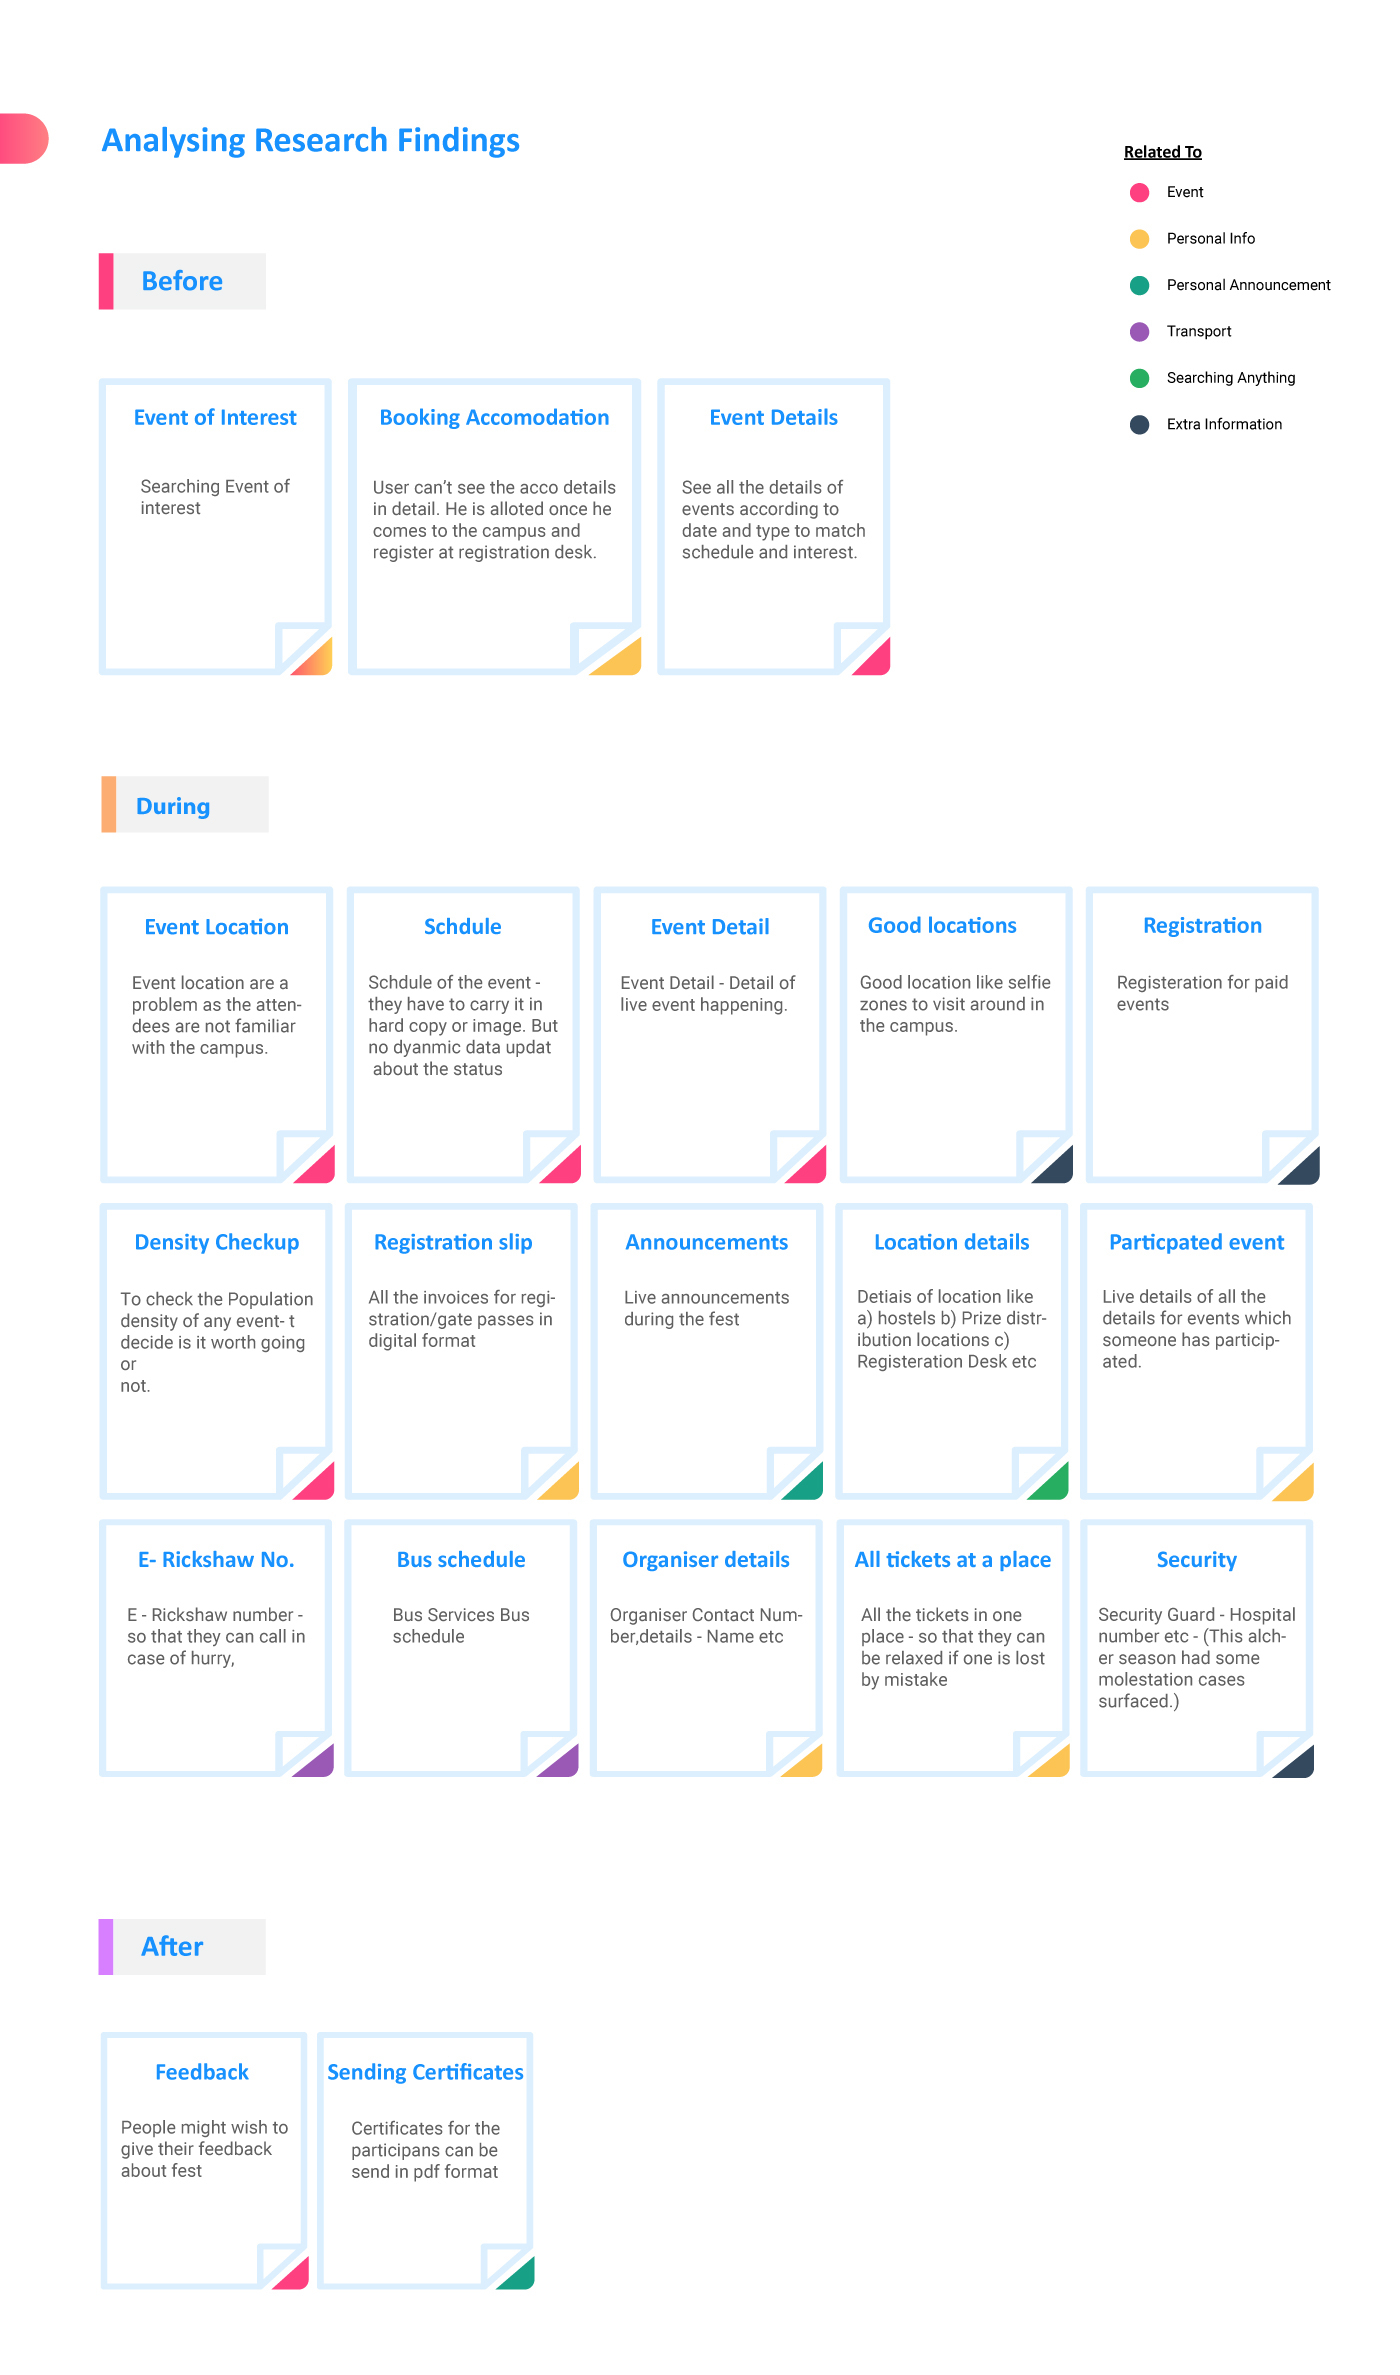 Analysing Research Findings
Related To
Event
Personal Info
Personal Announcement
Transport
Searching Anything
Extra Information
Before
Event of Interest
Searching Event of
interest
Booking Accomodation
User can't see the acco details
in detail. He is alloted once he
comes to the campus and
register at registration desk.
Event Details
See all the details of
events according to
date and type to match
schedule and interest.
During
Event Location
Event location are a
problem as the atten-
dees are not familiar
with the campus.
Schdule
Schdule of the event -
they have to carry it in
hard copy or image. But
no dyanmic data updat
about the status
Event Detail
Event Detail - Detail of
live event happening.
Good locations
Good location like selfie
zones to visit around in
the campus.
Registration
Registeration for paid
events
Density Checkup
To check the Population
density of any event- t
decide is it worth going
or
not.
Registration slip
All the invoices for regi-
stration/gate passes in
digital format
Announcements
Live announcements
during the fest
Location details
Detiais of location like
a) hostels b) Prize distr-
ibution locations c)
Registeration Desk etc
Particpated event
Live details of all the
details for events which
someone has particip-
ated.
E- Rickshaw No.
E - Rickshaw number -
so that they can call in
case of hurry,
Bus schedule
Bus Services Bus
schedule
Organiser details
Organiser Contact Num-
ber,details - Name etc
All tickets at a place
All the tickets in one
place - so that they can
be relaxed if one is lost
by mistake
Security
Security Guard - Hospital
number etc - (This alch-
er season had some
molestation cases
surfaced.)
After
Feedback
People might wish to
give their feedback
about fest
Sending Certificates
Certificates for the
participans can be
send in pdf format